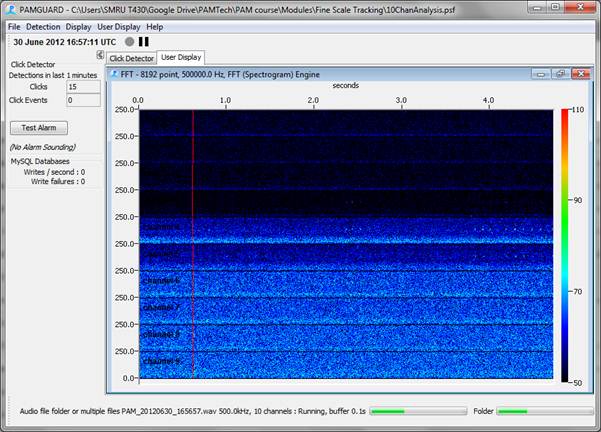 PAMGUARD - C:\Users\SMRU T430\Google Drive\PAMTech\PAM course\Modules\Fine Scale Tracking\10ChanAnalysis.psf
File Detection Display SMRU User Display Help
30 June 2012 16:57:11 UTC
Click Detector
Detections in last 1 minutes
Clicks 15
Click Events 0
Test Alarm
(No Alarm Sounding)
MySQL Databases
Writes / second : 0
Write failures : 0
Click Detector User Display
FFT - 8192 point, 500000.0 Hz, FFT (Spectrogram) Engine
seconds
0.0 1.0 2.0 3.0 4.0
250.0
250.0
250.0
250.0
250.0
250.0
250.0
250.0
250.0
250.0
0.0
channel 6
channel 7
channel 8
channel 9
110
100
90
80
70
60
50
Audio file folder or multiple files PAM_20120630_165657.wav 500.0kHz, 10 channels : Running, buffer 0.1s
Folder